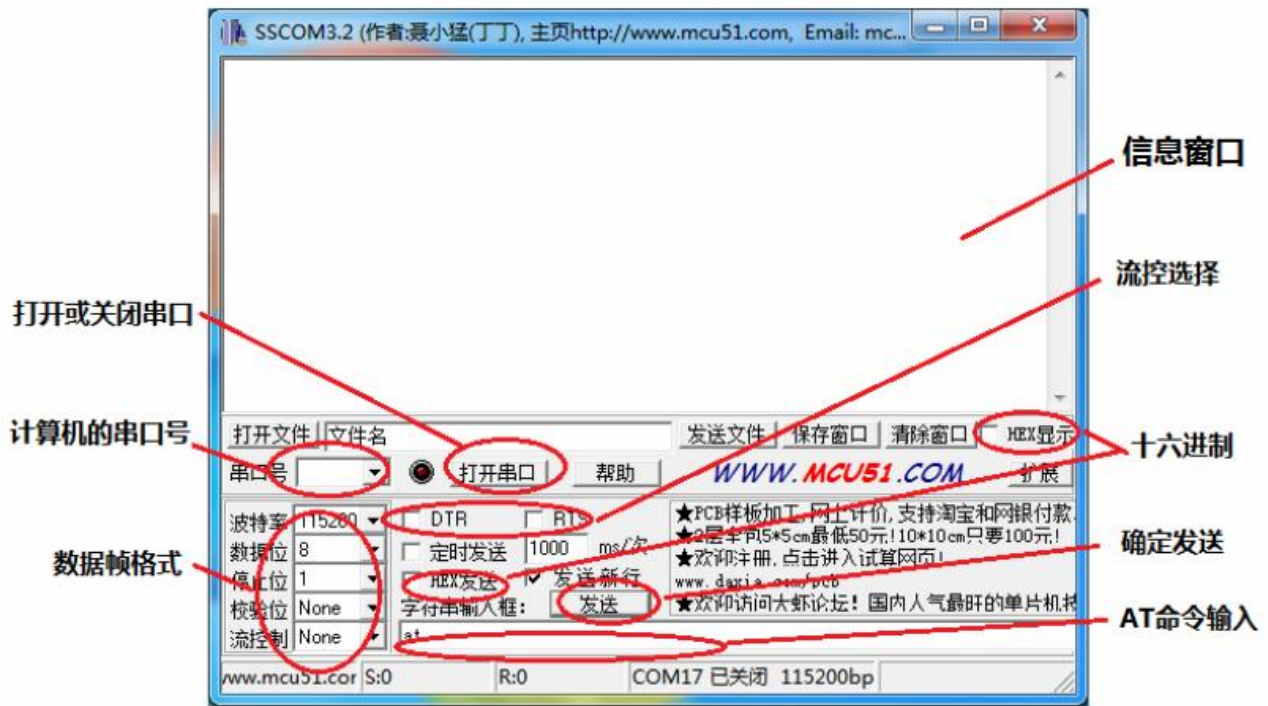 SSCOM3.2 (作者:聂小猛(丁丁), 主页http://www.mcu51.com, Email: mc...
信息窗口
流控选择
打开或关闭串口
计算机的串口号
打开文件 文件名 发送文件 保存窗口 清除窗口 HEX显示
十六进制
串口号 打开串口 帮助 WWW.MCU51.COM 扩展
波特率 115200 DTR RTS
★PCB样板加工,网上计价,支持淘宝和网银付款.
数据位 8 定时发送 1000 ms/次
★2层车包5*5cm最低50元!10*10cm只要100元!
确定发送
数据帧格式
★欢迎注册,点击进入试算网页!
停止位 1 HEX发送 发送新行
www.daxia.com/pcb
校验位 None 字符串输入框: 发送
★欢迎访问大虾论坛! 国内人气最旺的单片机技
AT命令输入
流控制 None at
www.mcu51.cor S:0 R:0 COM17 已关闭 115200bp